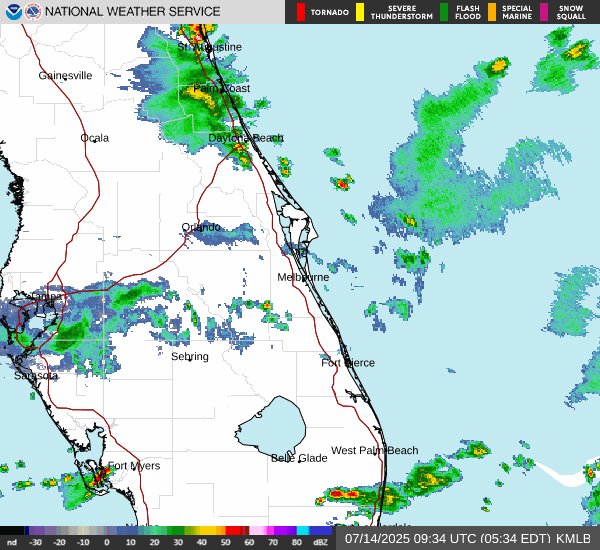 NATIONAL WEATHER SERVICE
TORNADO
SEVERE THUNDERSTORM
FLASH FLOOD
SPECIAL MARINE
SNOW SQUALL
St. Augustine
Gainesville
Palm Coast
Ocala
Daytona Beach
Orlando
Melbourne
Tampa
Sebring
Fort Pierce
Sarasota
West Palm Beach
Belle Glade
Fort Myers
nd -30 -20 -10 0 10 20 30 40 50 60 70 80 dBZ
07/14/2025 09:34 UTC (05:34 EDT) KMLB